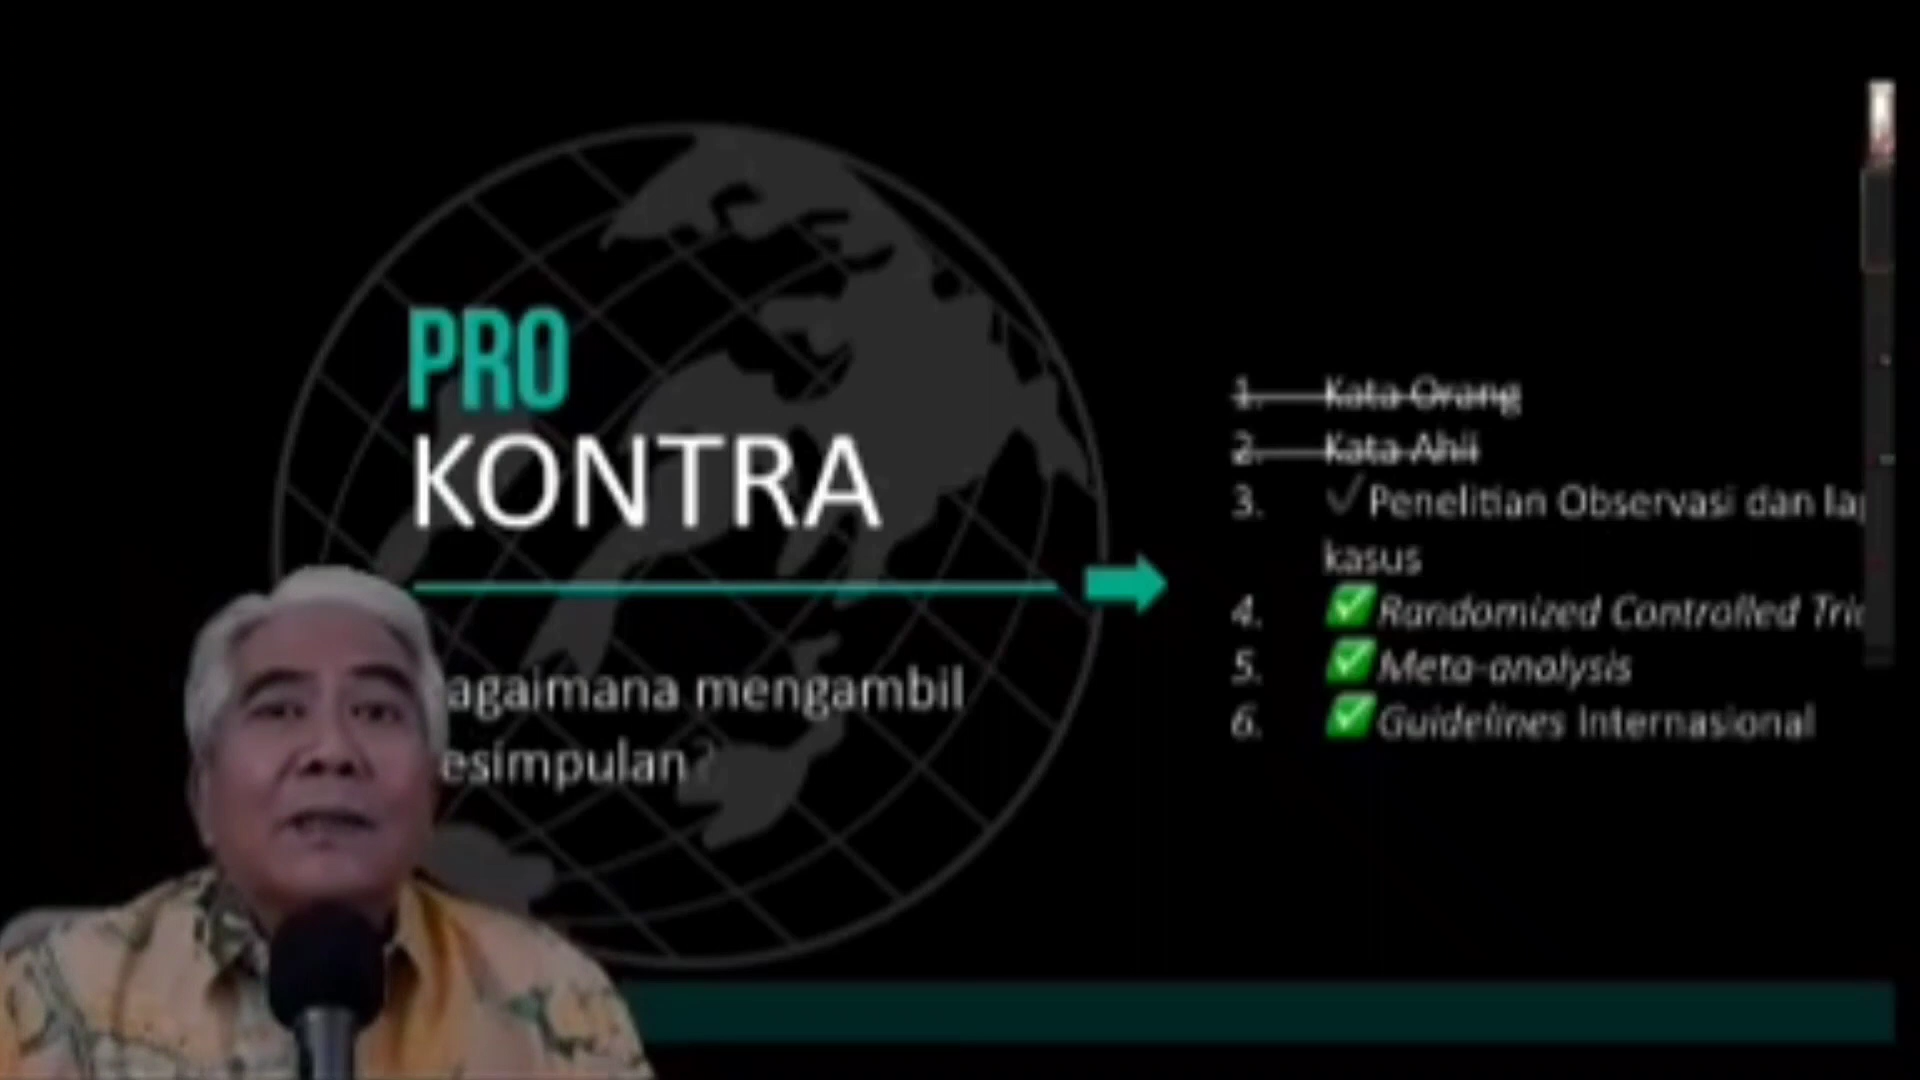 PRO
KONTRA
agaimana mengambil
esimpulan?
1. Kata Orang
2. Kata Ahli
3. ✓Penelitian Observasi dan la
kasus
4. ✅Randomized Controlled Tri
5. ✅Meta-analysis
6. ✅Guidelines Internasional